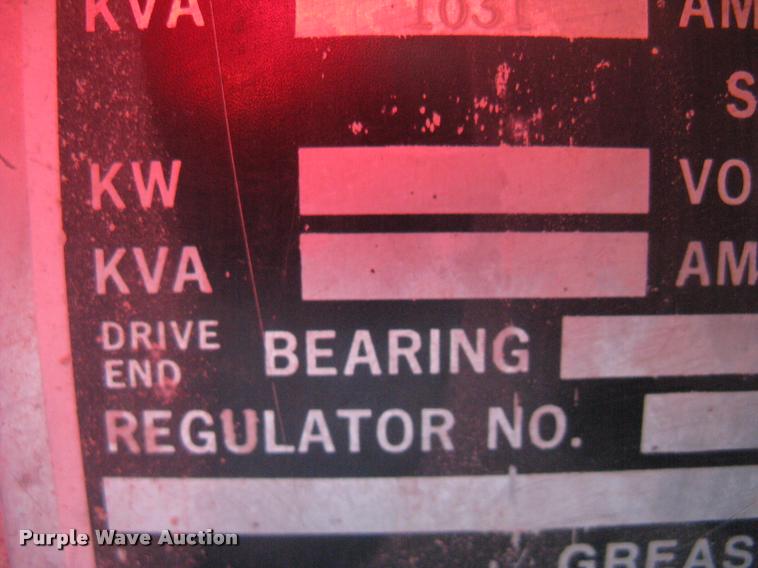 KVA 1031 AM
S
KW VO
KVA AM
DRIVE
END BEARING
REGULATOR NO.
GREAS
Purple Wave Auction